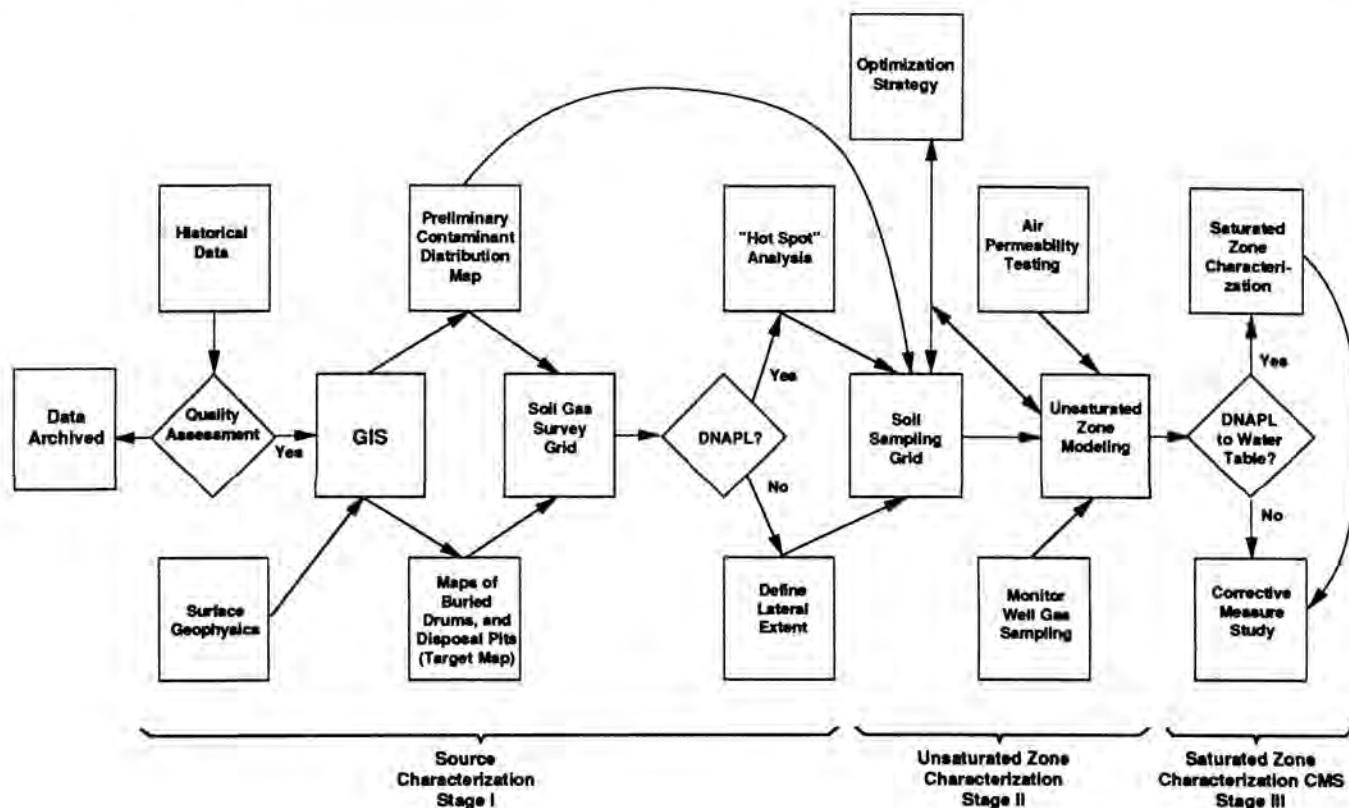 Optimization
Strategy
Historical
Data
Preliminary
Contaminant
Distribution
Map
"Hot Spot"
Analysis
Air
Permeability
Testing
Saturated
Zone
Characteri-
zation
Yes
Yes
Data
Archived
Quality
Assessment
Yes
GIS
Soil Gas
Survey
Grid
DNAPL?
Soil
Sampling
Grid
Unsaturated
Zone
Modeling
DNAPL
to Water
Table?
No
No
Surface
Geophysics
Maps of
Buried
Drums, and
Disposal Pits
(Target Map)
Define
Lateral
Extent
Monitor
Well Gas
Sampling
Corrective
Measure
Study
Source
Characterization
Stage I
Unsaturated Zone
Characterization
Stage II
Saturated Zone
Characterization CMS
Stage III